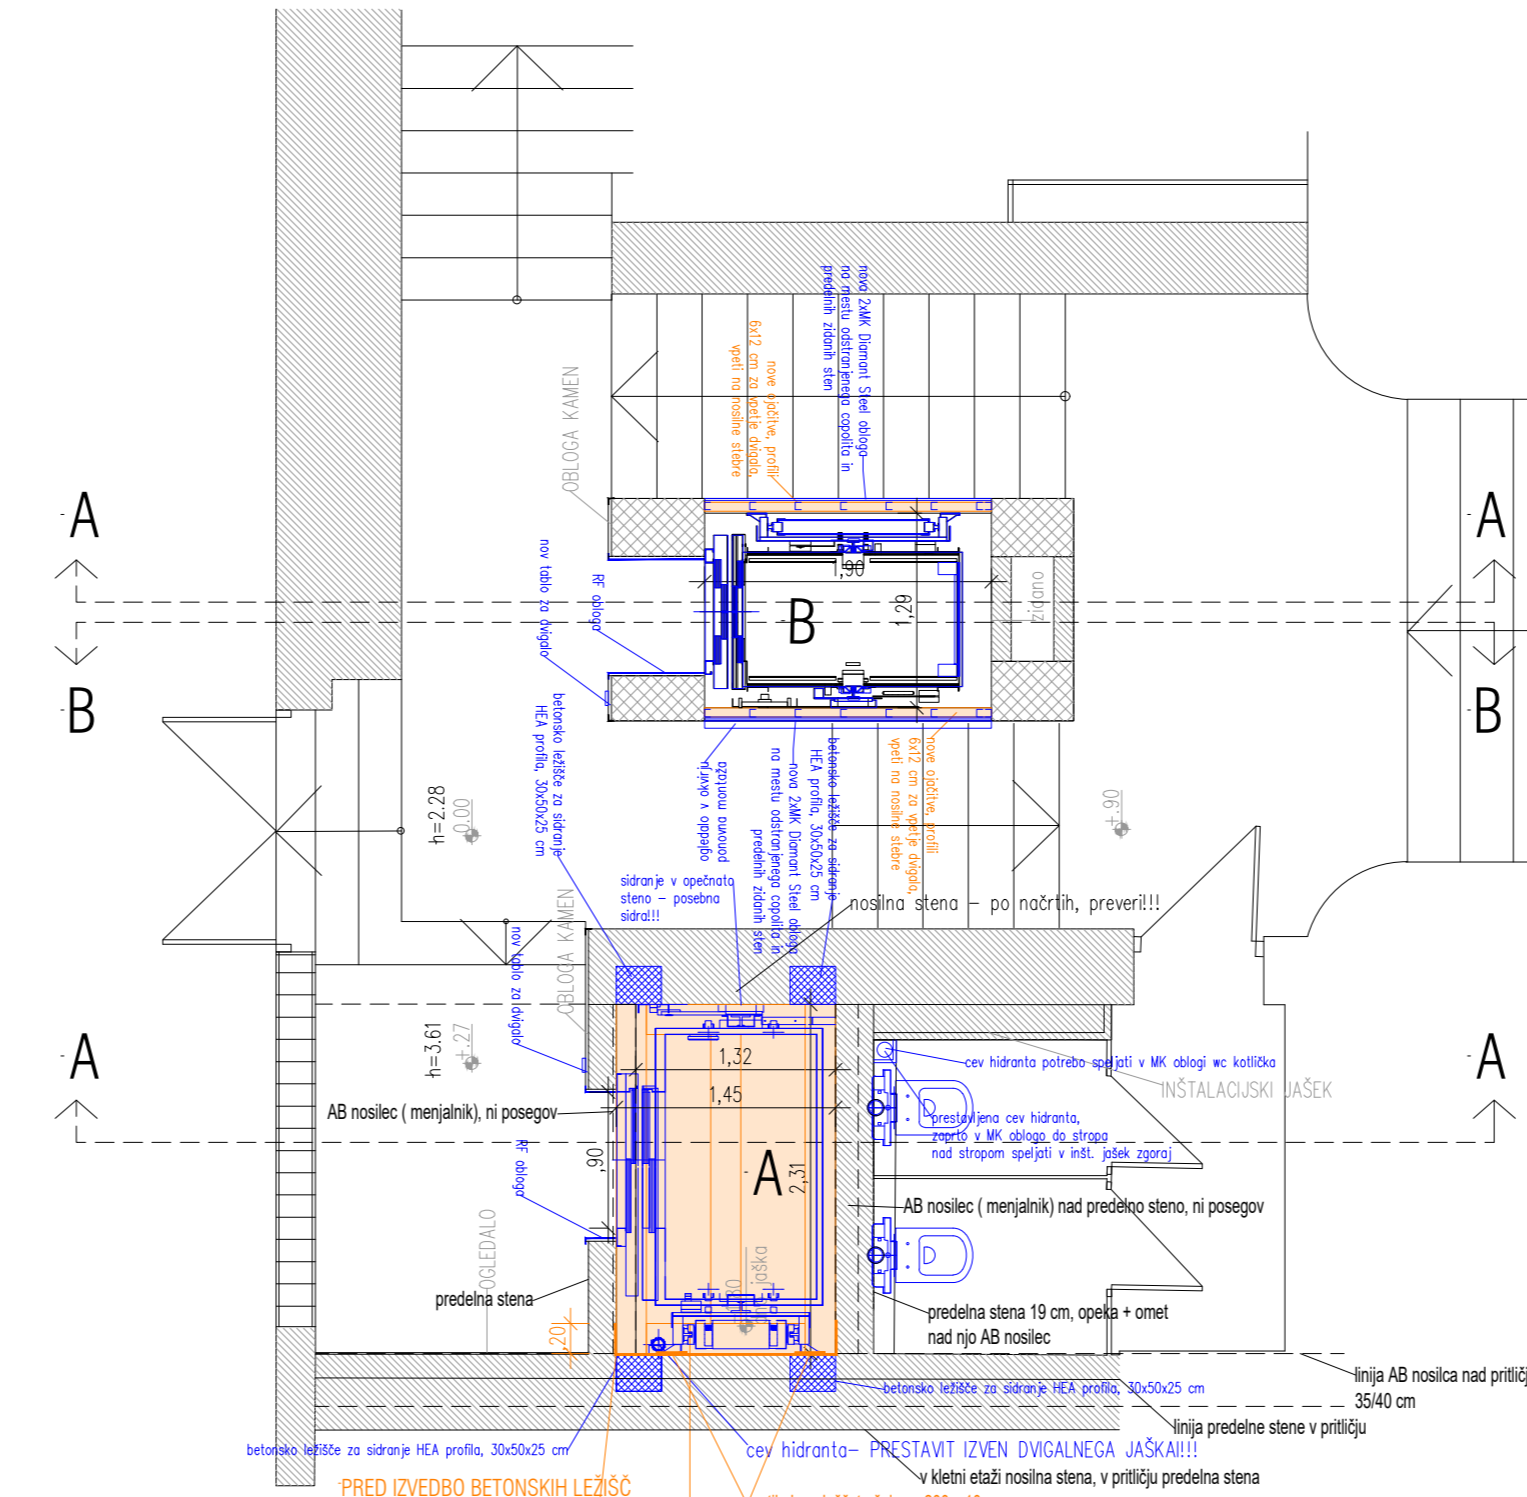 nova 2xMK Diamant Steel obloga
na mestu odstranjenega copolita in
predelnih zidanih sten
nove ojačitve, profili
6x12 cm za vpetje dvigala,
vpeti na nosilne stebre
OBLOGA KAMEN
A
A
nov tablo za dvigalo
RF obloga
1,90
1,29
B
zidano
B
B
betonsko ležišče za sidranje
HEA profila, 30x50x25 cm
h=2.28
0.00
ponovna montaža
nova 2xMK Diamant Steel obloga
na mestu odstranjenega copolita in
predelnih zidanih sten
betonsko ležišče za sidranje
HEA profila, 30x50x25 cm
nove ojačitve, profili
6x12 cm za vpetje dvigala,
vpeti na nosilne stebre
+.90
sidranje v opečnato
steno – posebna
sidra!!!
nosilna stena – po načrtih, preveri!!!
OBLOGA KAMEN
nov tablo za dvigalo
h=3.61
+.27
A
A
1,32
1,45
cev hidranta potrebo speljati v MK oblogi wc kotlička
INŠTALACIJSKI JAŠEK
AB nosilec ( menjalnik), ni posegov
prestavljena cev hidranta,
zaprto v MK oblogo do stropa
nad stropom speljati v inšt. jašek zgoraj
,90
RF obloga
A
2,31
AB nosilec ( menjalnik) nad predelno steno, ni posegov
OGLEDALO
jaška
predelna stena
predelna stena 19 cm, opeka + omet
nad njo AB nosilec
,20
linija AB nosilca nad pritličj
35/40 cm
betonsko ležišče za sidranje HEA profila, 30x50x25 cm
linija predelne stene v pritličju
betonsko ležišče za sidranje HEA profila, 30x50x25 cm
cev hidranta– PRESTAVIT IZVEN DVIGALNEGA JAŠKA!!!
v kletni etaži nosilna stena, v pritličju predelna stena
PRED IZVEDBO BETONSKIH LEŽIŠČ